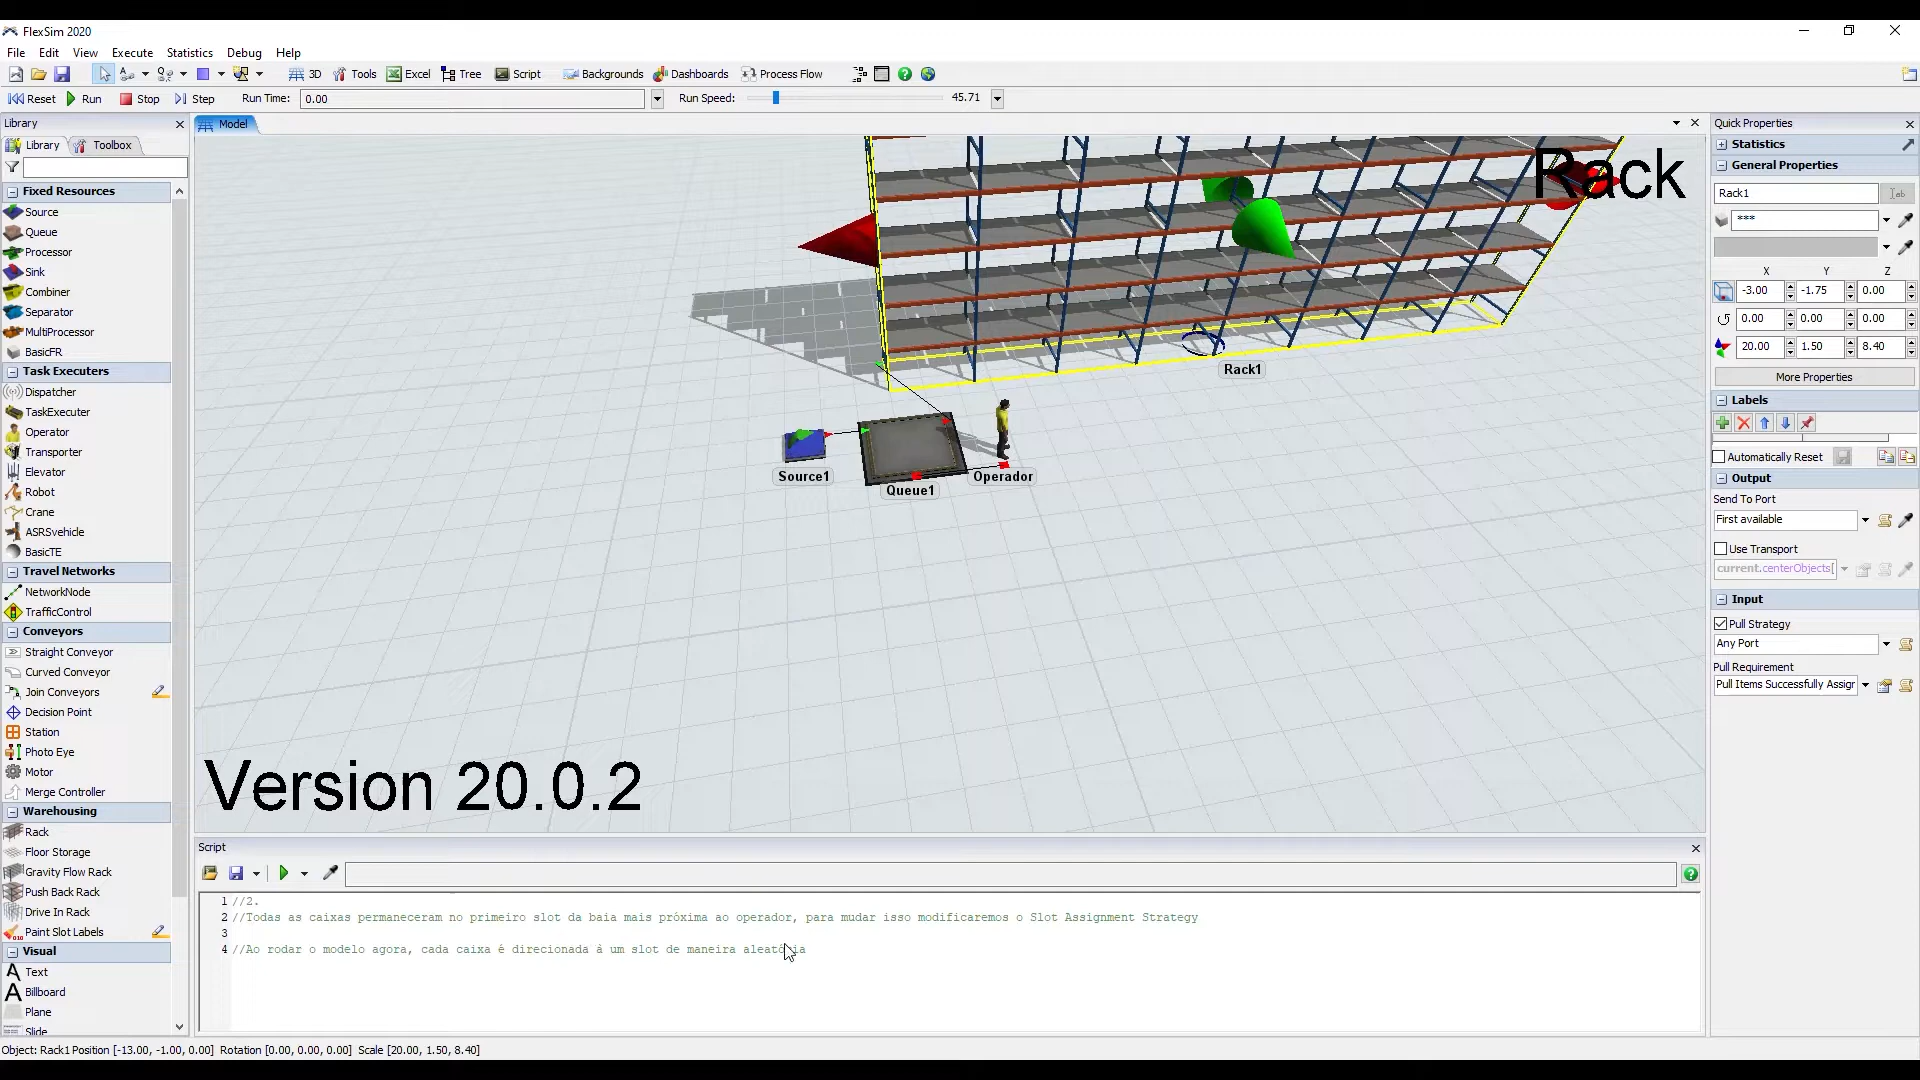 FlexSim 2020
File Edit View Execute Statistics Debug Help
3D Tools Excel Tree Script Backgrounds Dashboards Process Flow
Reset Run Stop Step Run Time: 0.00 Run Speed: 45.71
Library
Library Toolbox
Fixed Resources
Source
Queue
Processor
Sink
Combiner
Separator
MultiProcessor
BasicFR
Task Executers
Dispatcher
TaskExecuter
Operator
Transporter
Elevator
Robot
Crane
ASRSvehicle
BasicTE
Travel Networks
NetworkNode
TrafficControl
Conveyors
Straight Conveyor
Curved Conveyor
Join Conveyors
Decision Point
Station
Photo Eye
Motor
Merge Controller
Warehousing
Rack
Floor Storage
Gravity Flow Rack
Push Back Rack
Drive In Rack
Paint Slot Labels
Visual
Text
Billboard
Plane
Slide
Model
Rack
Rack1
Source1
Queue1
Operador
Version 20.0.2
Script
1 //2.
2 //Todas as caixas permaneceram no primeiro slot da baia mais próxima ao operador, para mudar isso modificaremos o Slot Assignment Strategy
3
4 //Ao rodar o modelo agora, cada caixa é direcionada à um slot de maneira aleatória
Quick Properties
Statistics
General Properties
Rack1
***
X Y Z
-3.00 -1.75 0.00
0.00 0.00 0.00
20.00 1.50 8.40
More Properties
Labels
Automatically Reset
Output
Send To Port
First available
Use Transport
current.centerObjects[
Input
Pull Strategy
Any Port
Pull Requirement
Pull Items Successfully Assigr
Object: Rack1 Position [-13.00, -1.00, 0.00] Rotation [0.00, 0.00, 0.00] Scale [20.00, 1.50, 8.40]